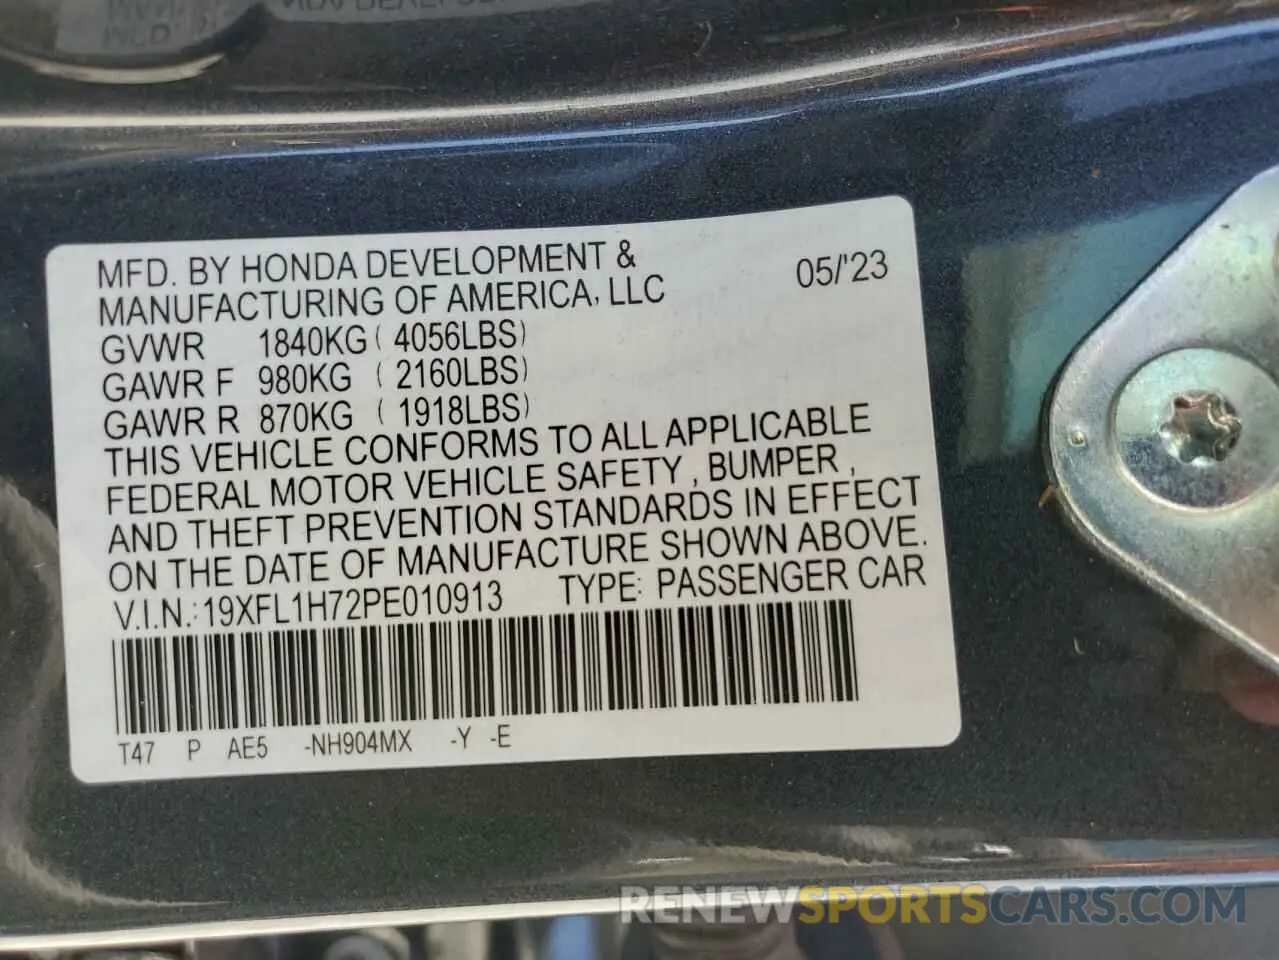 MFD. BY HONDA DEVELOPMENT &
MANUFACTURING OF AMERICA, LLC 05/'23
GVWR 1840KG ( 4056LBS)
GAWR F 980KG ( 2160LBS)
GAWR R 870KG ( 1918LBS)
THIS VEHICLE CONFORMS TO ALL APPLICABLE
FEDERAL MOTOR VEHICLE SAFETY , BUMPER ,
AND THEFT PREVENTION STANDARDS IN EFFECT
ON THE DATE OF MANUFACTURE SHOWN ABOVE.
V.I.N.: 19XFL1H72PE010913 TYPE: PASSENGER CAR
T47 P AE5 -NH904MX -Y -E
RENEWSPORTSCARS.COM